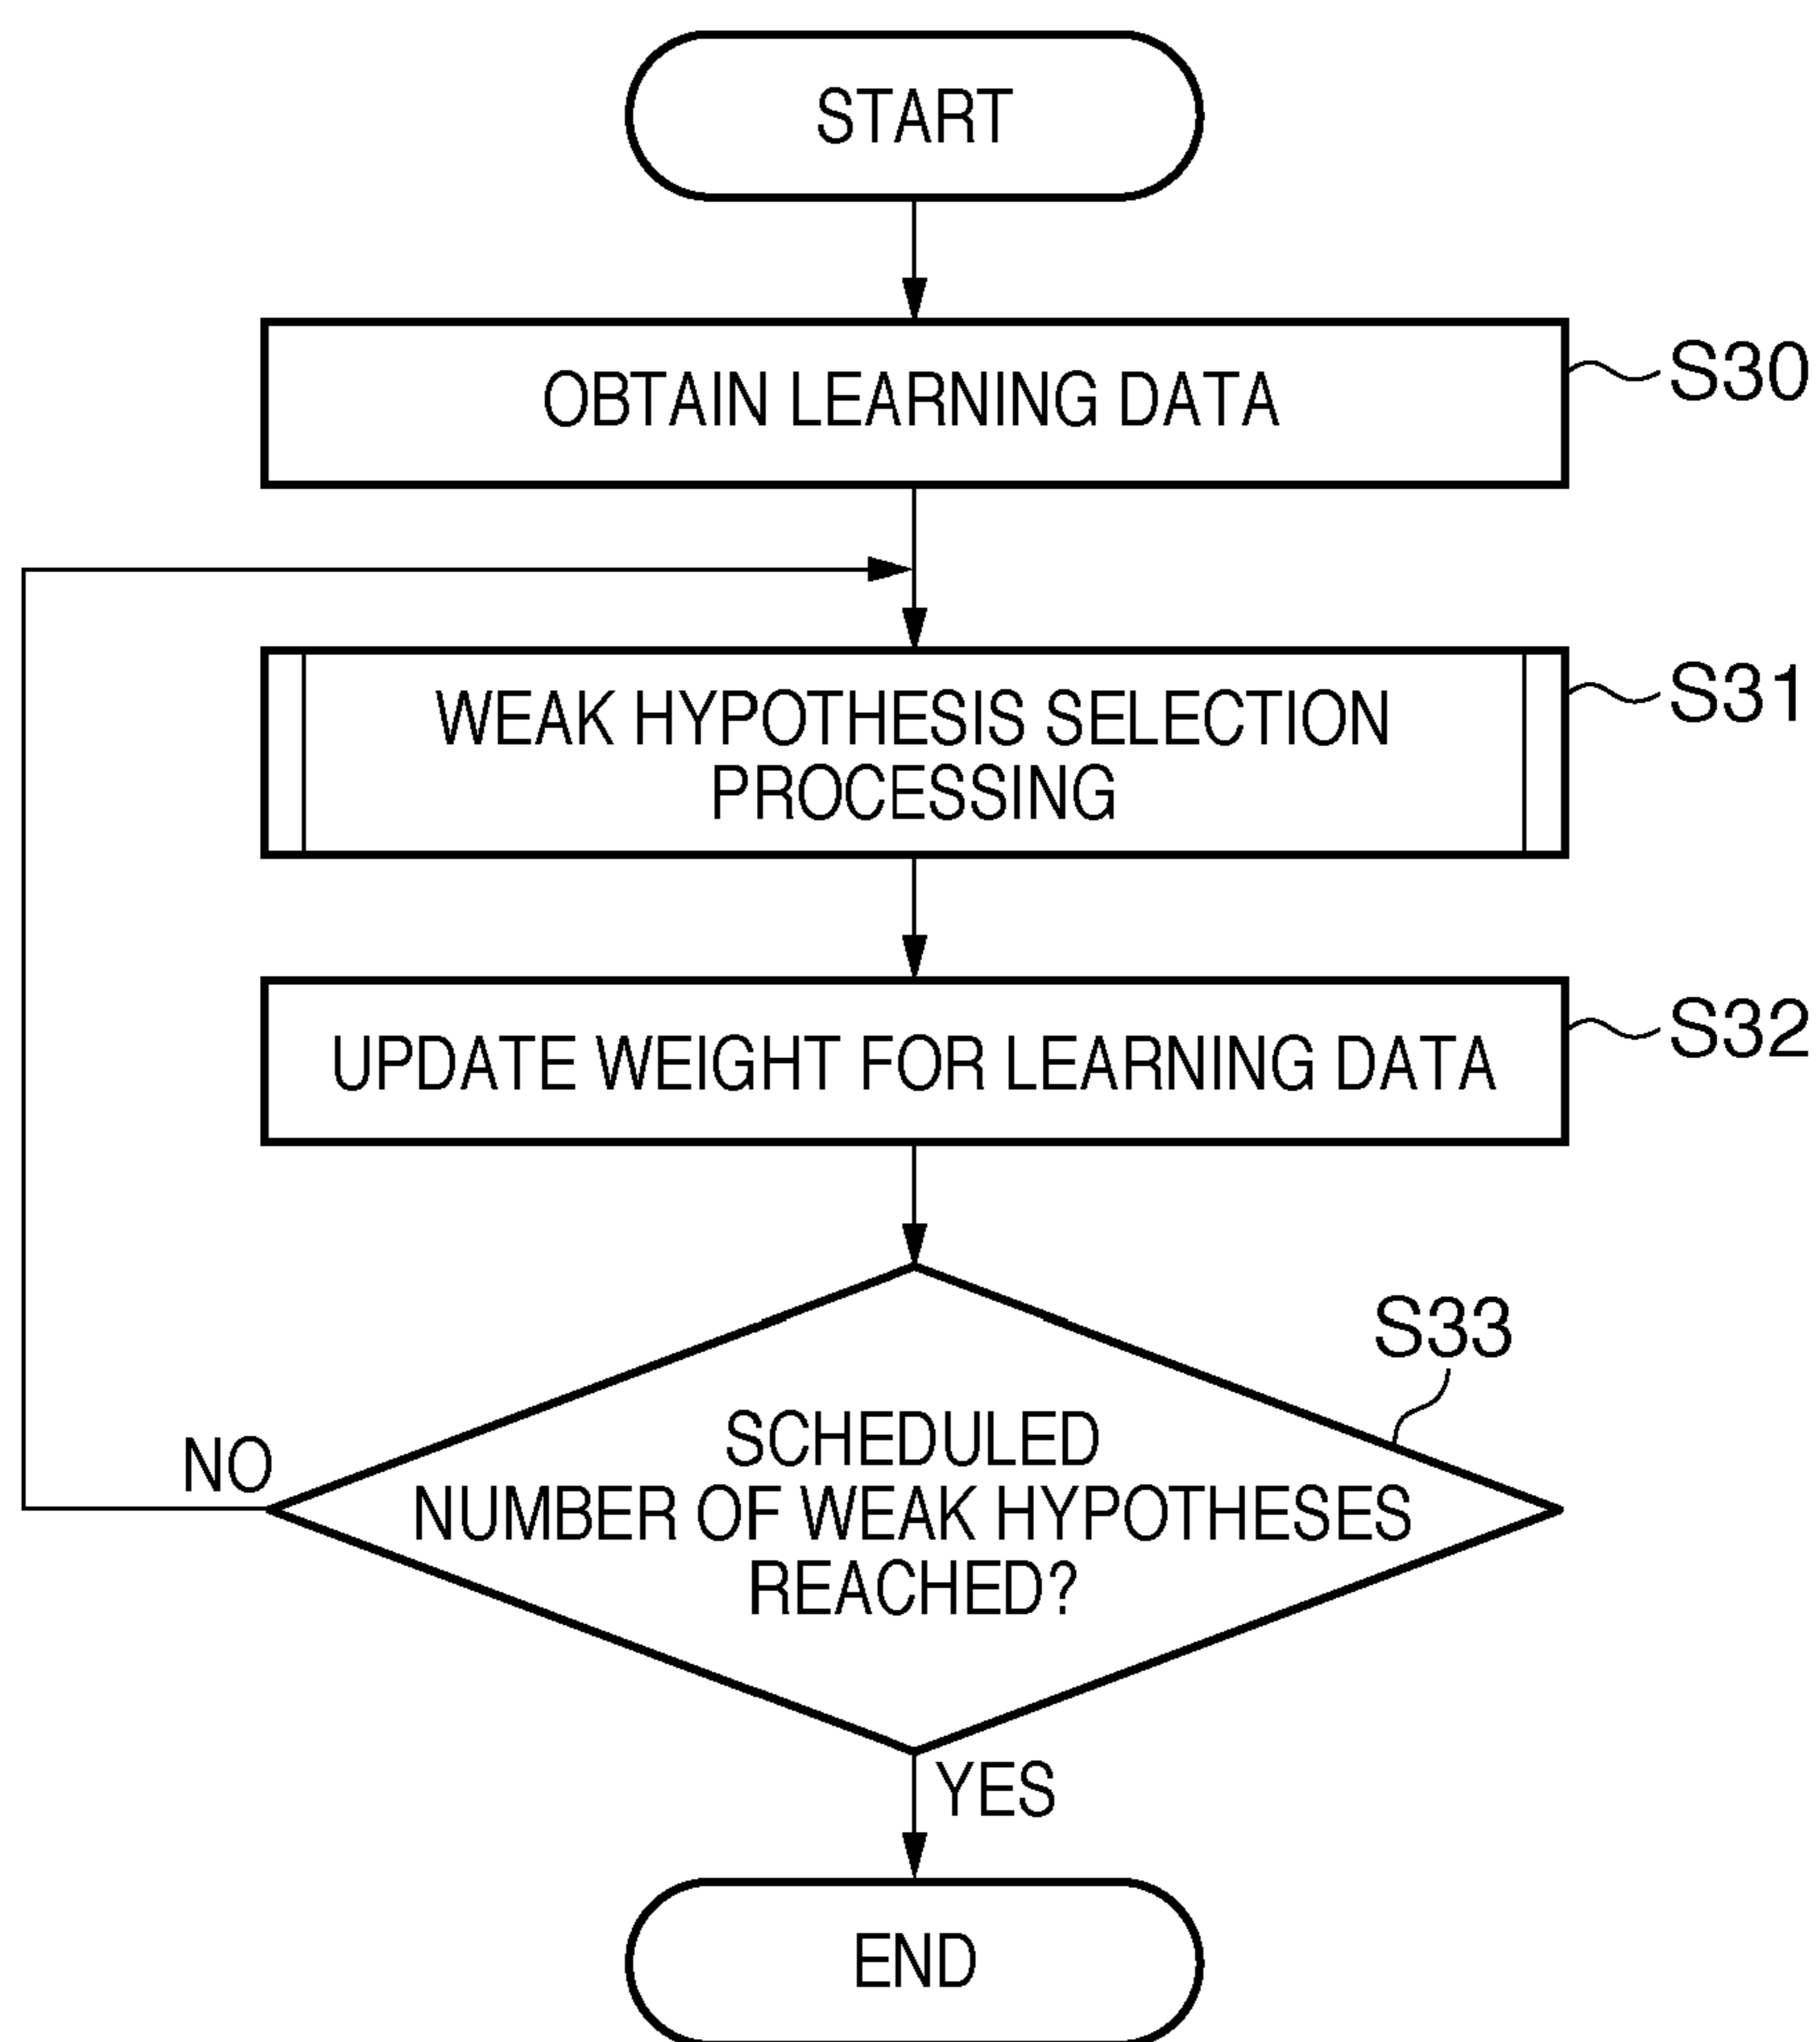 START
OBTAIN LEARNING DATA
S30
WEAK HYPOTHESIS SELECTION
PROCESSING
S31
UPDATE WEIGHT FOR LEARNING DATA
S32
S33
SCHEDULED
NUMBER OF WEAK HYPOTHESES
REACHED?
NO
YES
END